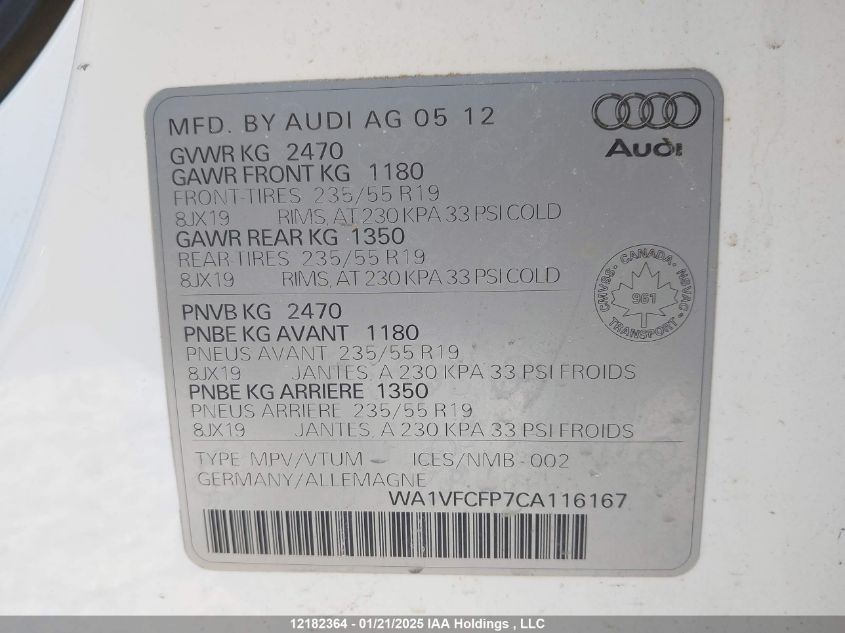 MFD. BY AUDI AG 05 12
Audi
GVWR KG 2470
GAWR FRONT KG 1180
FRONT-TIRES 235/55 R19
8JX19 RIMS, AT 230 KPA 33 PSI COLD
GAWR REAR KG 1350
REAR-TIRES 235/55 R19
8JX19 RIMS, AT 230 KPA 33 PSI COLD
CMVSS · CANADA · NSVAC · TRANSPORT
961
PNVB KG 2470
PNBE KG AVANT 1180
PNEUS AVANT 235/55 R19
8JX19 JANTES, A 230 KPA 33 PSI FROIDS
PNBE KG ARRIERE 1350
PNEUS ARRIERE 235/55 R19
8JX19 JANTES, A 230 KPA 33 PSI FROIDS
TYPE MPV/VTUM - ICES/NMB-002
GERMANY/ALLEMAGNE
WA1VFCFP7CA116167
12182364 - 01/21/2025 IAA Holdings , LLC\